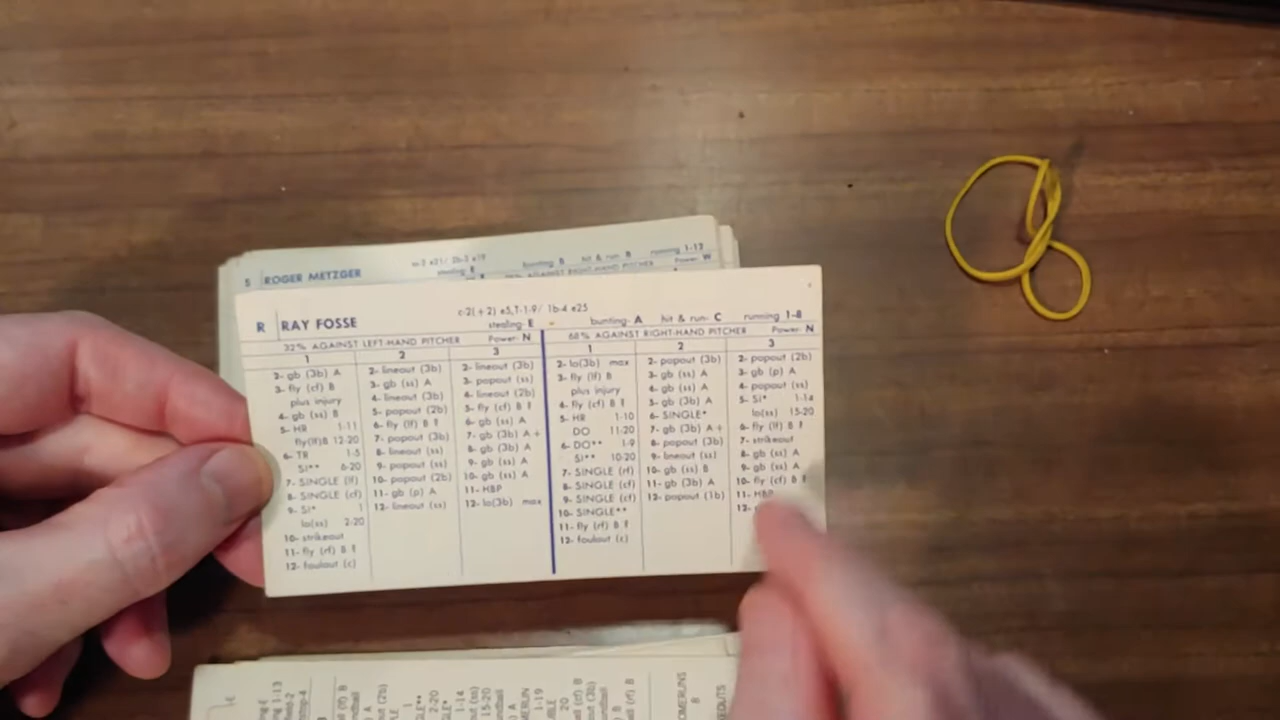 5 ROGER METZGER
bunting- B hit & run- B running 1-12
stealing- E
Power- W
R RAY FOSSE
c-2(+2) e5,T-1-9/ 1b-4 e25
stealing- E bunting- A hit & run- C running 1-8
32% AGAINST LEFT-HAND PITCHER Power- N
1 2 3
2- gb (3b) A
3- fly (cf) B
plus injury
4- gb (ss) B
5- HR 1-11
fly(lf)B 12-20
6- TR 1-5
SI** 6-20
7- SINGLE (lf)
8- SINGLE (cf)
9- SI* 1
lo(ss) 2-20
10- strikeout
11- fly (rf) B ?
12- foulout (c)
2- lineout (3b)
3- gb (ss) A
4- lineout (3b)
5- popout (2b)
6- fly (lf) B ?
7- popout (3b)
8- lineout (ss)
9- popout (ss)
10- popout (2b)
11- gb (p) A
12- lineout (ss)
2- lineout (3b)
3- popout (ss)
4- lineout (2b)
5- fly (cf) B ?
6- gb (ss) A
7- gb (3b) A+
8- gb (3b) A
9- gb (ss) A
10- gb (ss) A
11- HBP
12- lo(3b) max
68% AGAINST RIGHT-HAND PITCHER Power- N
1 2 3
2- lo(3b) max
3- fly (lf) B
plus injury
4- fly (cf) B ?
5- HR 1-10
DO 11-20
6- DO** 1-9
SI** 10-20
7- SINGLE (rf)
8- SINGLE (cf)
9- SINGLE (cf)
10- SINGLE**
11- fly (rf) B ?
12- foulout (c)
2- popout (3b)
3- gb (ss) A
4- gb (ss) A
5- gb (3b) A
6- SINGLE*
7- gb (3b) A+
8- popout (3b)
9- lineout (ss)
10- gb (ss) B
11- gb (3b) A
12- popout (1b)
2- popout (2b)
3- gb (p) A
4- popout (ss)
5- SI* 1-14
lo(ss) 15-20
6- fly (lf) B ?
7- strikeout
8- gb (ss) A
9- gb (ss) A
10- fly (cf) B ?
11- HBP
12-